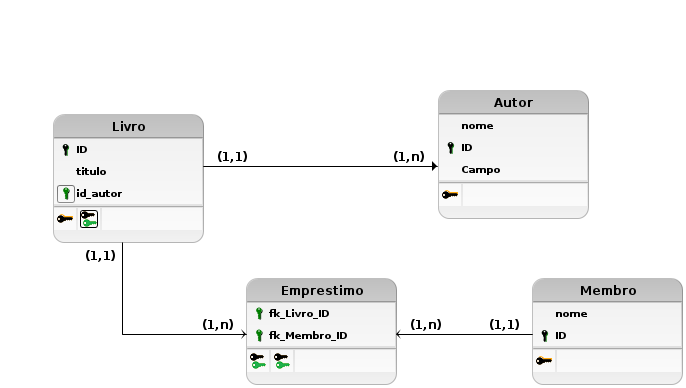 Livro
ID
titulo
id_autor
(1,1)
(1,n)
Autor
nome
ID
Campo
(1,1)
(1,n)
Emprestimo
fk_Livro_ID
fk_Membro_ID
(1,n)
(1,1)
Membro
nome
ID